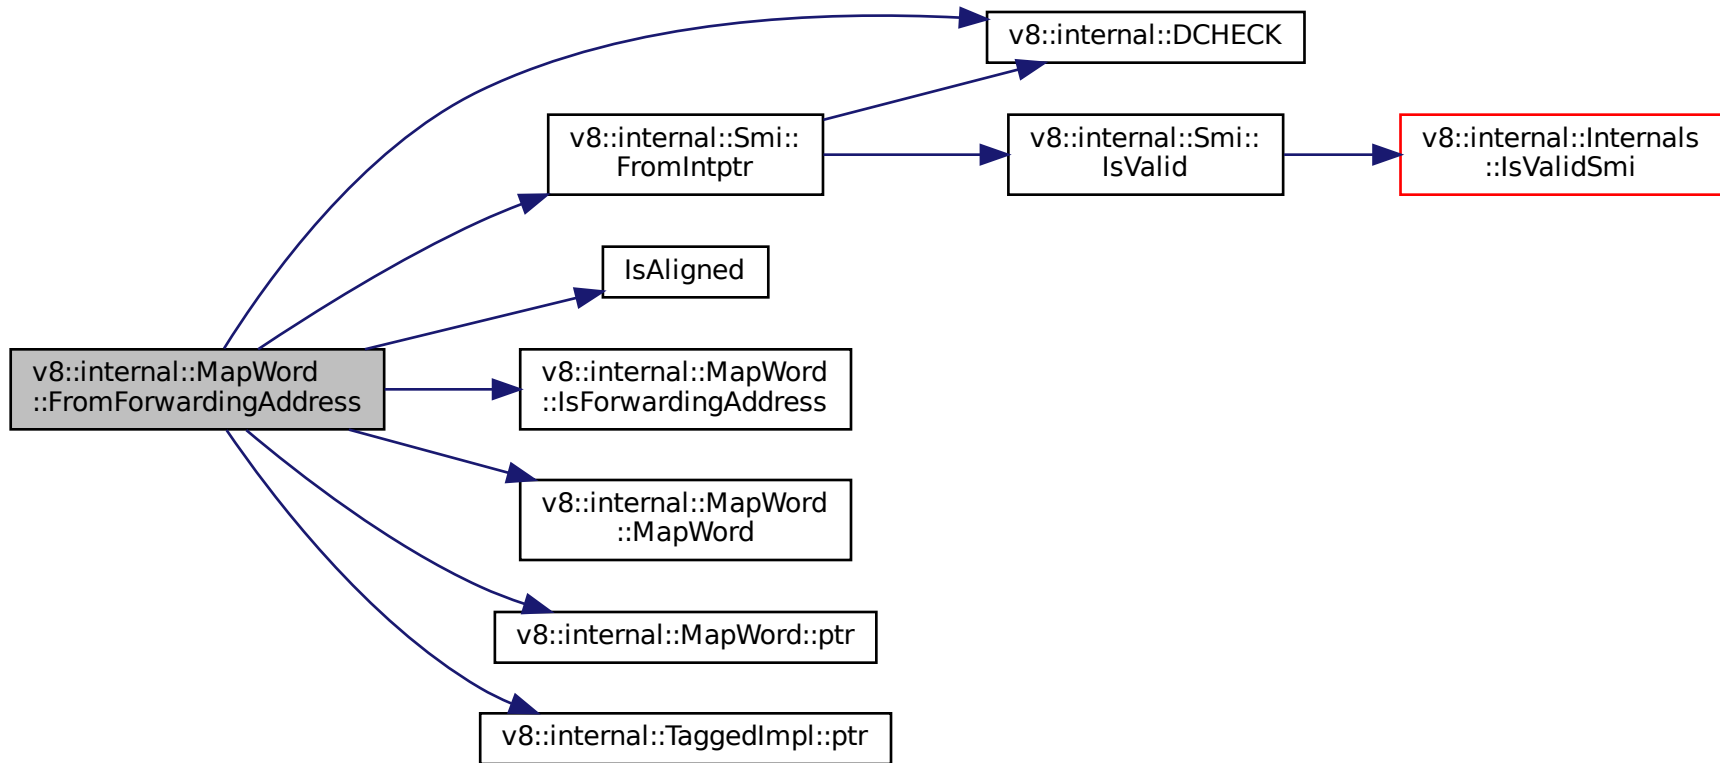 v8::internal::DCHECK
v8::internal::Smi::
FromIntptr
v8::internal::Smi::
IsValid
v8::internal::Internals
::IsValidSmi
IsAligned
v8::internal::MapWord
::FromForwardingAddress
v8::internal::MapWord
::IsForwardingAddress
v8::internal::MapWord
::MapWord
v8::internal::MapWord::ptr
v8::internal::TaggedImpl::ptr